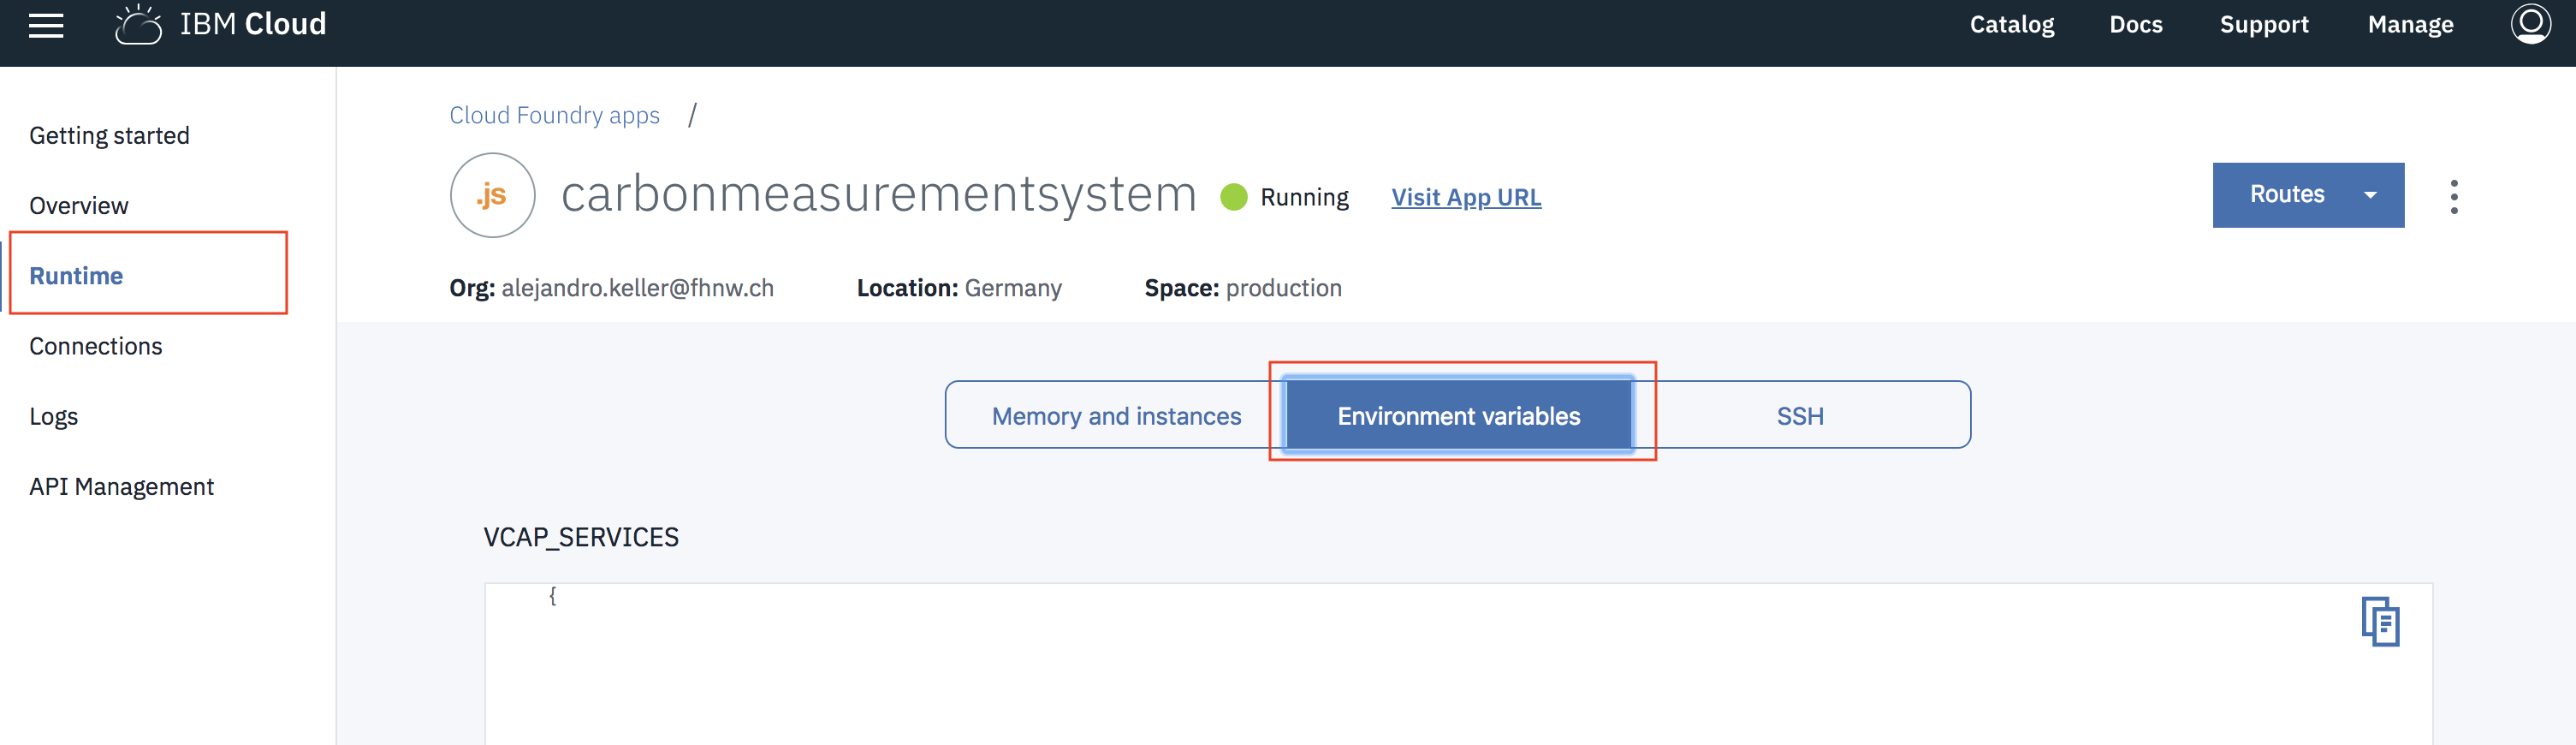 IBM Cloud
Catalog Docs Support Manage
Getting started
Overview
Runtime
Connections
Logs
API Management
Cloud Foundry apps /
.js carbonmeasurementsystem Running Visit App URL
Routes
Org: alejandro.keller@fhnw.ch Location: Germany Space: production
Memory and instances Environment variables SSH
VCAP_SERVICES
{